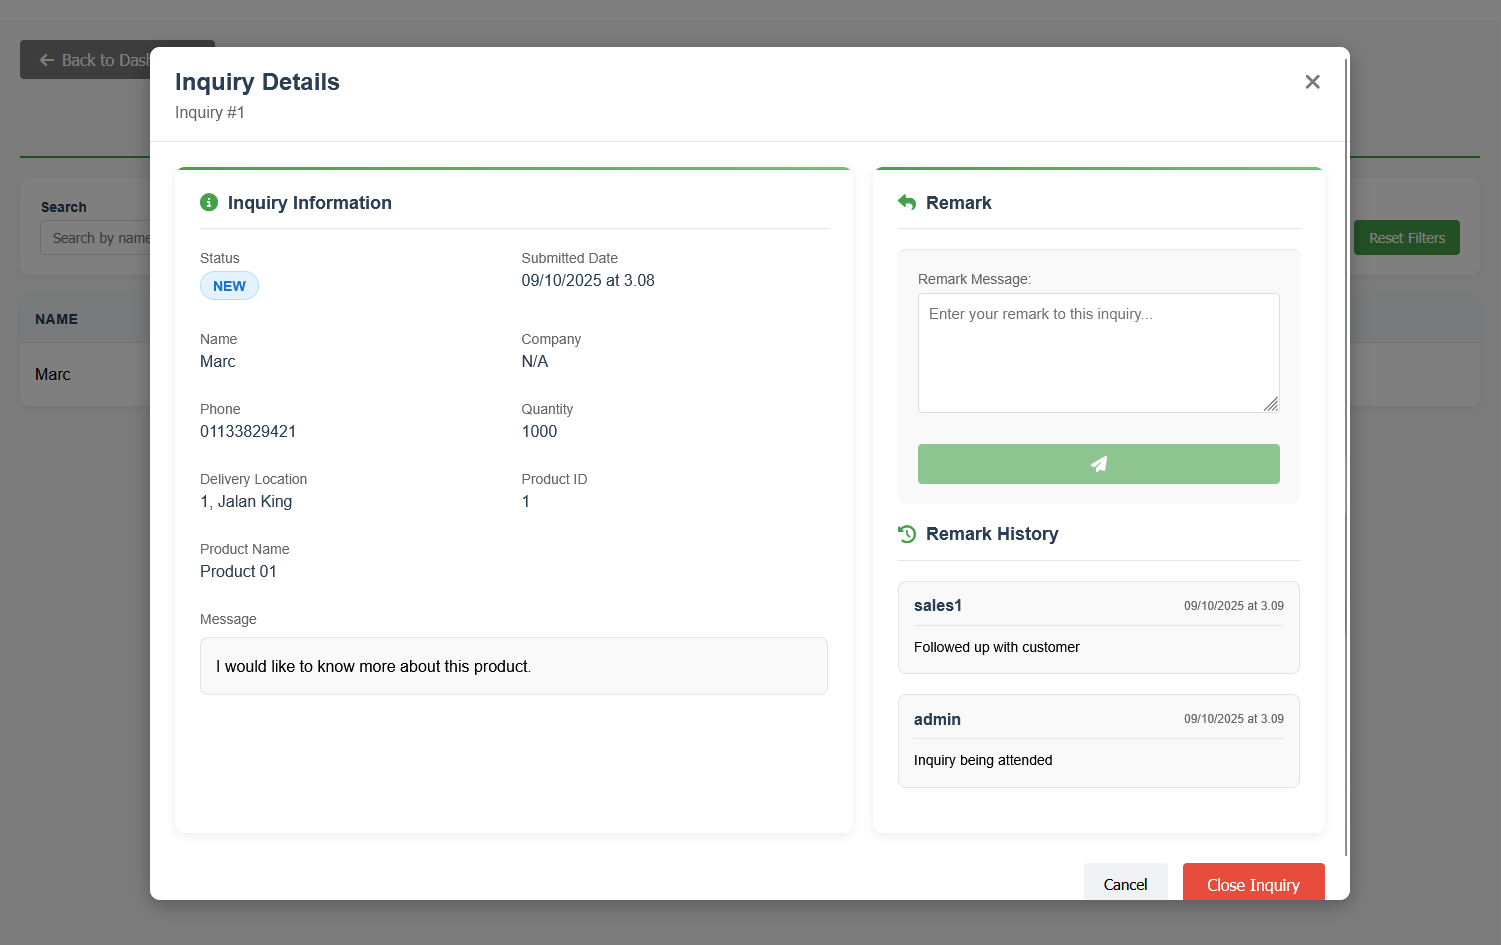 Back to Dash
Inquiry Details
Inquiry #1
Search
Search by name
Reset Filters
NAME
Marc
Inquiry Information
Status
NEW
Submitted Date
09/10/2025 at 3.08
Name
Marc
Company
N/A
Phone
01133829421
Quantity
1000
Delivery Location
1, Jalan King
Product ID
1
Product Name
Product 01
Message
I would like to know more about this product.
Remark
Remark Message:
Enter your remark to this inquiry...
Remark History
sales1
09/10/2025 at 3.09
Followed up with customer
admin
09/10/2025 at 3.09
Inquiry being attended
Cancel
Close Inquiry